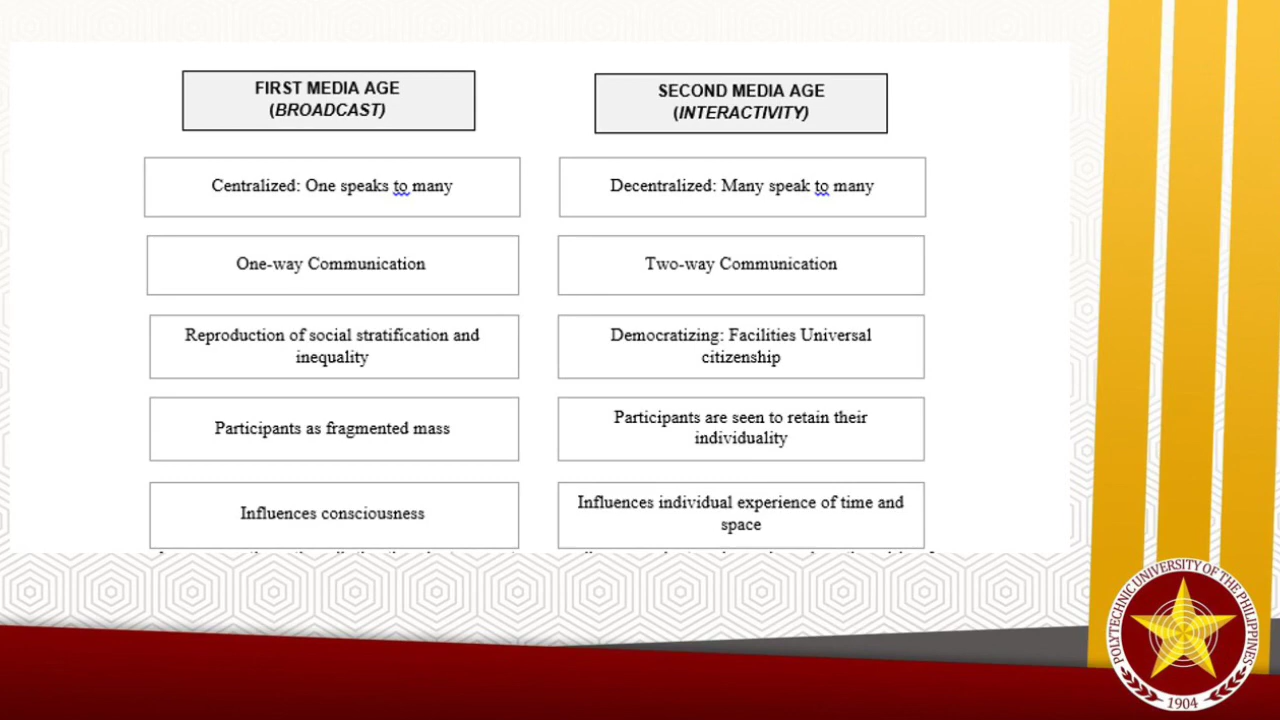 FIRST MEDIA AGE
(BROADCAST)
SECOND MEDIA AGE
(INTERACTIVITY)
Centralized: One speaks to many
Decentralized: Many speak to many
One-way Communication
Two-way Communication
Reproduction of social stratification and
inequality
Democratizing: Facilities Universal
citizenship
Participants as fragmented mass
Participants are seen to retain their
individuality
Influences consciousness
Influences individual experience of time and
space
POLYTECHNIC UNIVERSITY OF THE PHILIPPINES
1904